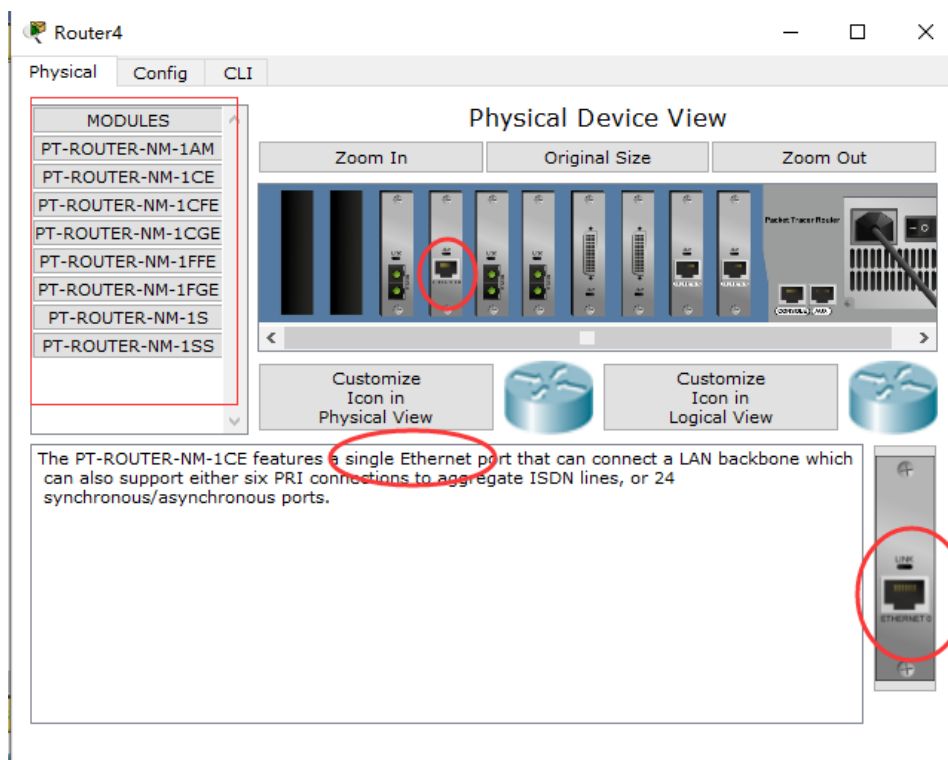 Router4
Physical
Config
CLI
MODULES
PT-ROUTER-NM-1AM
PT-ROUTER-NM-1CE
PT-ROUTER-NM-1CFE
PT-ROUTER-NM-1CGE
PT-ROUTER-NM-1FFE
PT-ROUTER-NM-1FGE
PT-ROUTER-NM-1S
PT-ROUTER-NM-1SS
Physical Device View
Zoom In
Original Size
Zoom Out
Packet Tracer Router
CONSOLE
AUX
Customize
Icon in
Physical View
Customize
Icon in
Logical View
The PT-ROUTER-NM-1CE features a single Ethernet port that can connect a LAN backbone which
can also support either six PRI connections to aggregate ISDN lines, or 24
synchronous/asynchronous ports.
LINK
ETHERNET 0